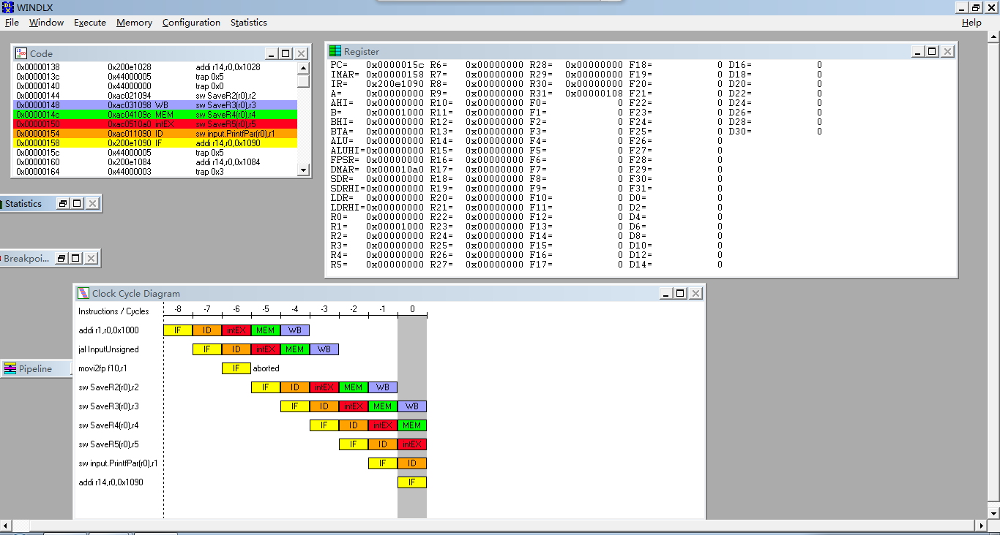 WINDLX
File Window Execute Memory Configuration Statistics Help
Code
0x00000138 0x200e1028 addi r14,r0,0x1028
0x0000013c 0x44000005 trap 0x5
0x00000140 0x44000000 trap 0x0
0x00000144 0xac021094 sw SaveR2(r0),r2
0x00000148 0xac031098 WB sw SaveR3(r0),r3
0x0000014c 0xac04109c MEM sw SaveR4(r0),r4
0x00000150 0xac0510a0 intEX sw SaveR5(r0),r5
0x00000154 0xac011090 ID sw input.PrintfPar(r0),r1
0x00000158 0x200e1090 IF addi r14,r0,0x1090
0x0000015c 0x44000005 trap 0x5
0x00000160 0x200e1084 addi r14,r0,0x1084
0x00000164 0x44000003 trap 0x3
Register
PC= 0x0000015c R6= 0x00000000 R28= 0x00000000 F18= 0 D16= 0
IMAR= 0x00000158 R7= 0x00000000 R29= 0x00000000 F19= 0 D18= 0
IR= 0x200e1090 R8= 0x00000000 R30= 0x00000000 F20= 0 D20= 0
A= 0x00000000 R9= 0x00000000 R31= 0x00000108 F21= 0 D22= 0
AHI= 0x00000000 R10= 0x00000000 F0= 0 F22= 0 D24= 0
B= 0x00001000 R11= 0x00000000 F1= 0 F23= 0 D26= 0
BHI= 0x00000000 R12= 0x00000000 F2= 0 F24= 0 D28= 0
BTA= 0x00000000 R13= 0x00000000 F3= 0 F25= 0 D30= 0
ALU= 0x00000000 R14= 0x00000000 F4= 0 F26= 0
ALUHI= 0x00000000 R15= 0x00000000 F5= 0 F27= 0
FPSR= 0x00000000 R16= 0x00000000 F6= 0 F28= 0
DMAR= 0x000010a0 R17= 0x00000000 F7= 0 F29= 0
SDR= 0x00000000 R18= 0x00000000 F8= 0 F30= 0
SDRHI= 0x00000000 R19= 0x00000000 F9= 0 F31= 0
LDR= 0x00000000 R20= 0x00000000 F10= 0 D0= 0
LDRHI= 0x00000000 R21= 0x00000000 F11= 0 D2= 0
R0= 0x00000000 R22= 0x00000000 F12= 0 D4= 0
R1= 0x00001000 R23= 0x00000000 F13= 0 D6= 0
R2= 0x00000000 R24= 0x00000000 F14= 0 D8= 0
R3= 0x00000000 R25= 0x00000000 F15= 0 D10= 0
R4= 0x00000000 R26= 0x00000000 F16= 0 D12= 0
R5= 0x00000000 R27= 0x00000000 F17= 0 D14= 0
Statistics
Breakpoi...
Pipeline
Clock Cycle Diagram
Instructions / Cycles -8 -7 -6 -5 -4 -3 -2 -1 0
addi r1,r0,0x1000 IF ID intEX MEM WB
jal InputUnsigned IF ID intEX MEM WB
movi2fp f10,r1 IF aborted
sw SaveR2(r0),r2 IF ID intEX MEM WB
sw SaveR3(r0),r3 IF ID intEX MEM WB
sw SaveR4(r0),r4 IF ID intEX MEM
sw SaveR5(r0),r5 IF ID intEX
sw input.PrintfPar(r0),r1 IF ID
addi r14,r0,0x1090 IF